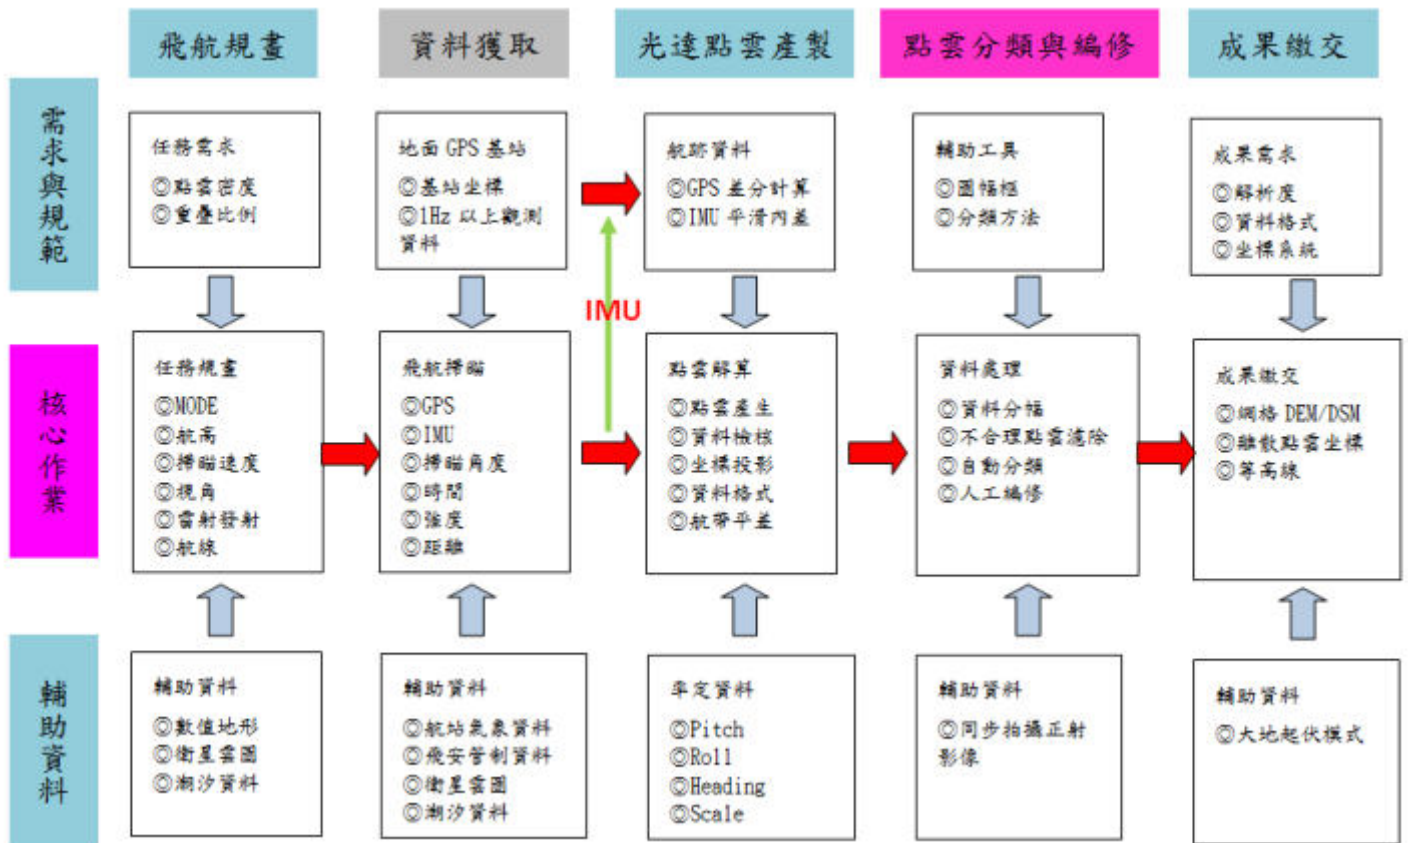 飛航規畫
資料獲取
光達點雲產製
點雲分類與編修
成果繳交
需求與規範
任務需求
◎點雲密度
◎重疊比例
地面 GPS 基站
◎基站坐標
◎1Hz 以上觀測
資料
航跡資料
◎GPS 差分計算
◎IMU 平滑內差
輔助工具
◎圖幅框
◎分類方法
成果需求
◎解析度
◎資料格式
◎坐標系統
IMU
核心作業
任務規畫
◎MODE
◎航高
◎掃瞄速度
◎視角
◎雷射發射
◎航線
飛航掃瞄
◎GPS
◎IMU
◎掃瞄角度
◎時間
◎強度
◎距離
點雲解算
◎點雲產生
◎資料檢核
◎坐標投影
◎資料格式
◎航帶平差
資料處理
◎資料分幅
◎不合理點雲濾除
◎自動分類
◎人工編修
成果繳交
◎網格 DEM/DSM
◎離散點雲坐標
◎等高線
輔助資料
輔助資料
◎數值地形
◎衛星雲圖
◎潮汐資料
輔助資料
◎航站氣象資料
◎飛安管制資料
◎衛星雲圖
◎潮汐資料
率定資料
◎Pitch
◎Roll
◎Heading
◎Scale
輔助資料
◎同步拍攝正射
影像
輔助資料
◎大地起伏模式